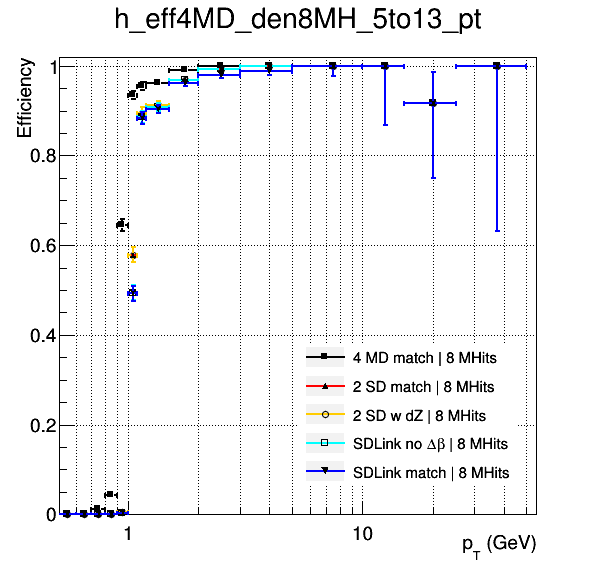 h_eff4MD_den8MH_5to13_pt
Efficiency
1
0.8
0.6
0.4
0.2
0
4 MD match | 8 MHits
2 SD match | 8 MHits
2 SD w dZ | 8 MHits
SDLink no Δβ | 8 MHits
SDLink match | 8 MHits
1
10
p_T (GeV)